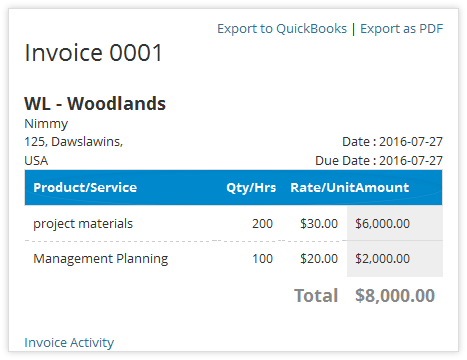 Export to QuickBooks | Export as PDF
Invoice 0001
WL - Woodlands
Nimmy
125, Dawslawins, Date : 2016-07-27
USA Due Date : 2016-07-27
Product/Service Qty/Hrs Rate/UnitAmount
project materials 200 $30.00 $6,000.00
Management Planning 100 $20.00 $2,000.00
Total $8,000.00
Invoice Activity